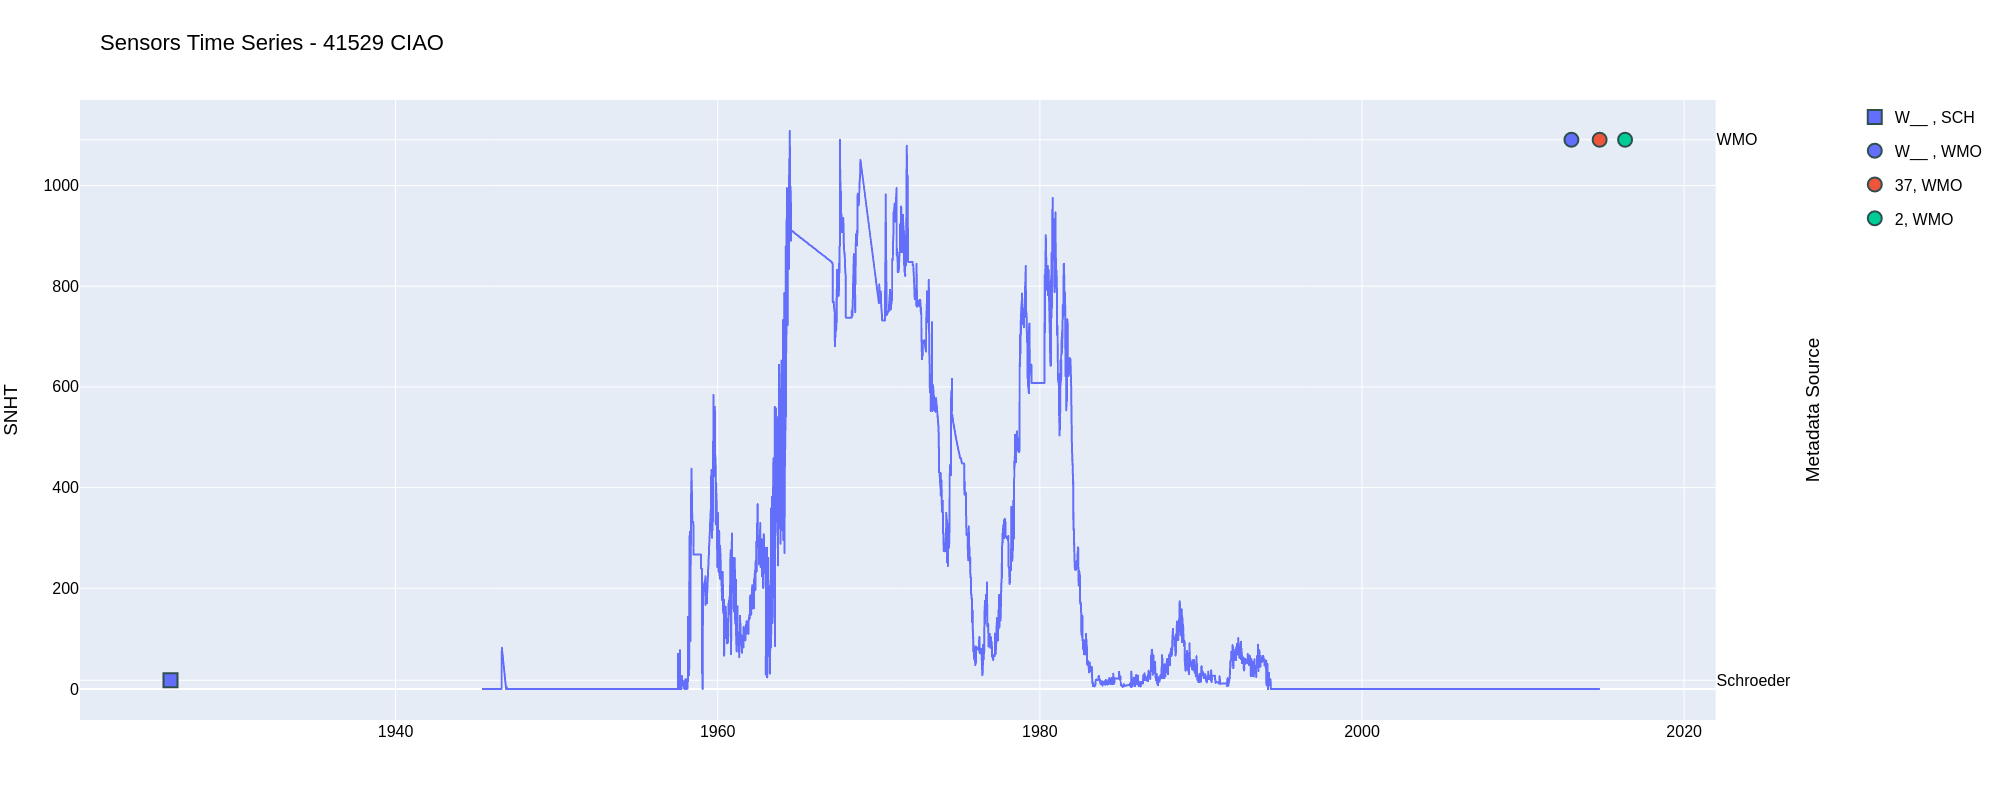 Sensors Time Series - 41529 CIAO
W__ , SCH
W__ , WMO
37, WMO
2, WMO
WMO
Schroeder
Metadata Source
SNHT
1000
800
600
400
200
0
1940
1960
1980
2000
2020